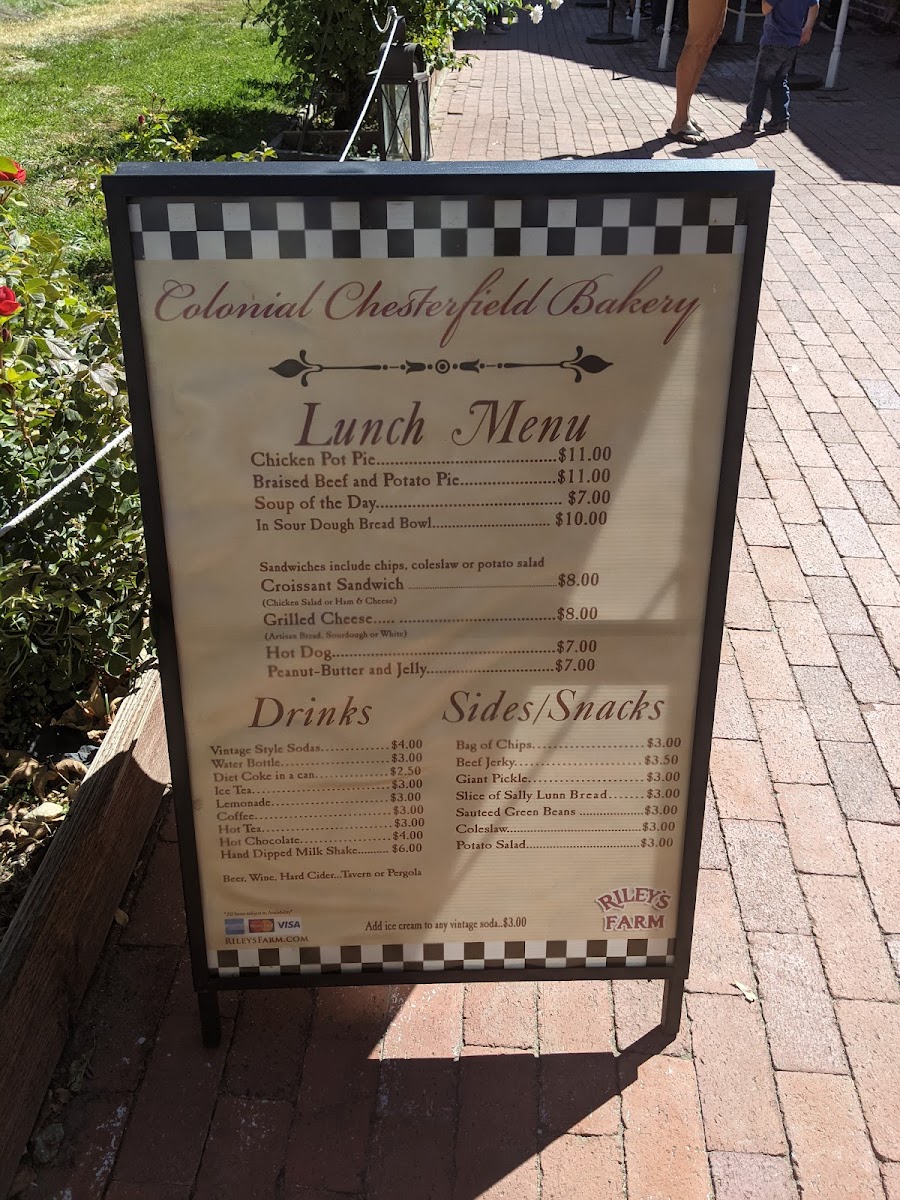 Colonial Chesterfield Bakery
Lunch Menu
Chicken Pot Pie........................................$11.00
Braised Beef and Potato Pie.....................$11.00
Soup of the Day........................................ $7.00
In Sour Dough Bread Bowl........................... $10.00
Sandwiches include chips, coleslaw or potato salad
Croissant Sandwich ........................................$8.00
(Chicken Salad or Ham & Cheese)
Grilled Cheese..... ........................................$8.00
(Artisan Bread, Sourdough or White)
Hot Dog..................................................$7.00
Peanut-Butter and Jelly............................$7.00
Drinks
Vintage Style Sodas.............$4.00
Water Bottle.....................$3.00
Diet Coke in a can...............$2.50
Ice Tea..........................$3.00
Lemonade.........................$3.00
Coffee...........................$3.00
Hot Tea..........................$3.00
Hot Chocolate....................$4.00
Hand Dipped Milk Shake.......... $6.00
Beer, Wine, Hard Cider...Tavern or Pergola
Sides/Snacks
Bag of Chips.....................$3.00
Beef Jerky.......................$3.50
Giant Pickle.....................$3.00
Slice of Sally Lunn Bread.......$3.00
Sauteed Green Beans ..................$3.00
Coleslaw.........................................$3.00
Potato Salad...................................$3.00
*All Items subject to Availability*
VISA
RileysFarm.com
Add ice cream to any vintage soda..$3.00
RILEY'S
FARM